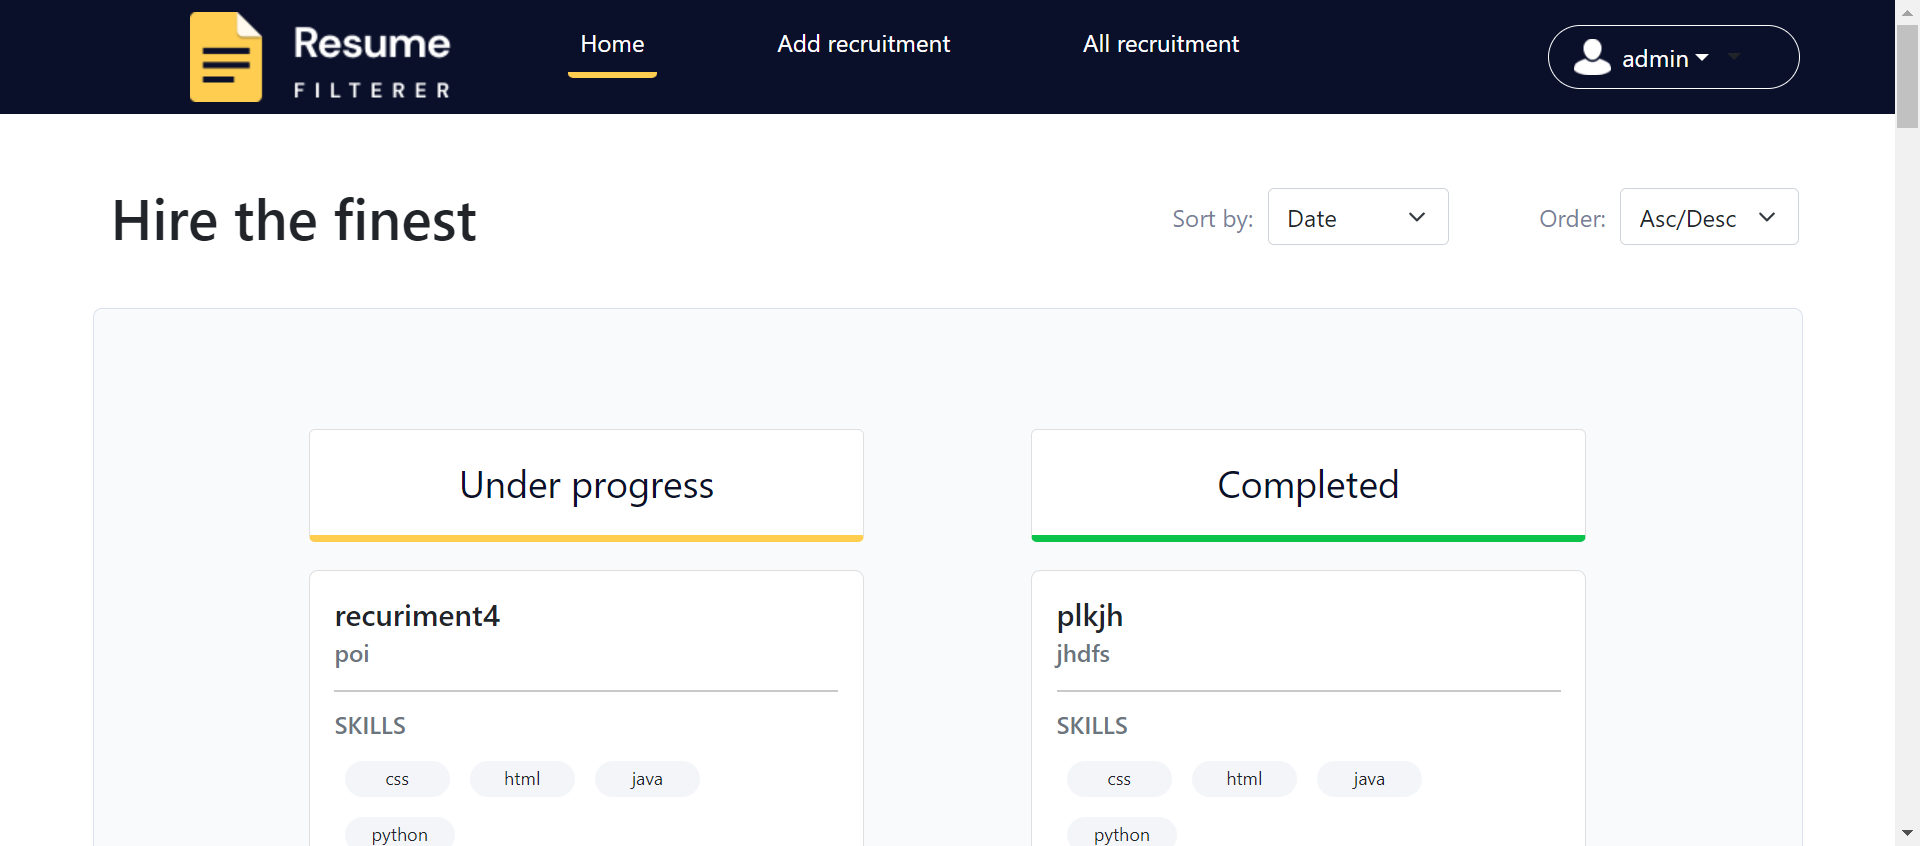 Resume
FILTERER
Home
Add recruitment
All recruitment
admin
Hire the finest
Sort by:
Date
Order:
Asc/Desc
Under progress
Completed
recuriment4
poi
SKILLS
css
html
java
python
plkjh
jhdfs
SKILLS
css
html
java
python